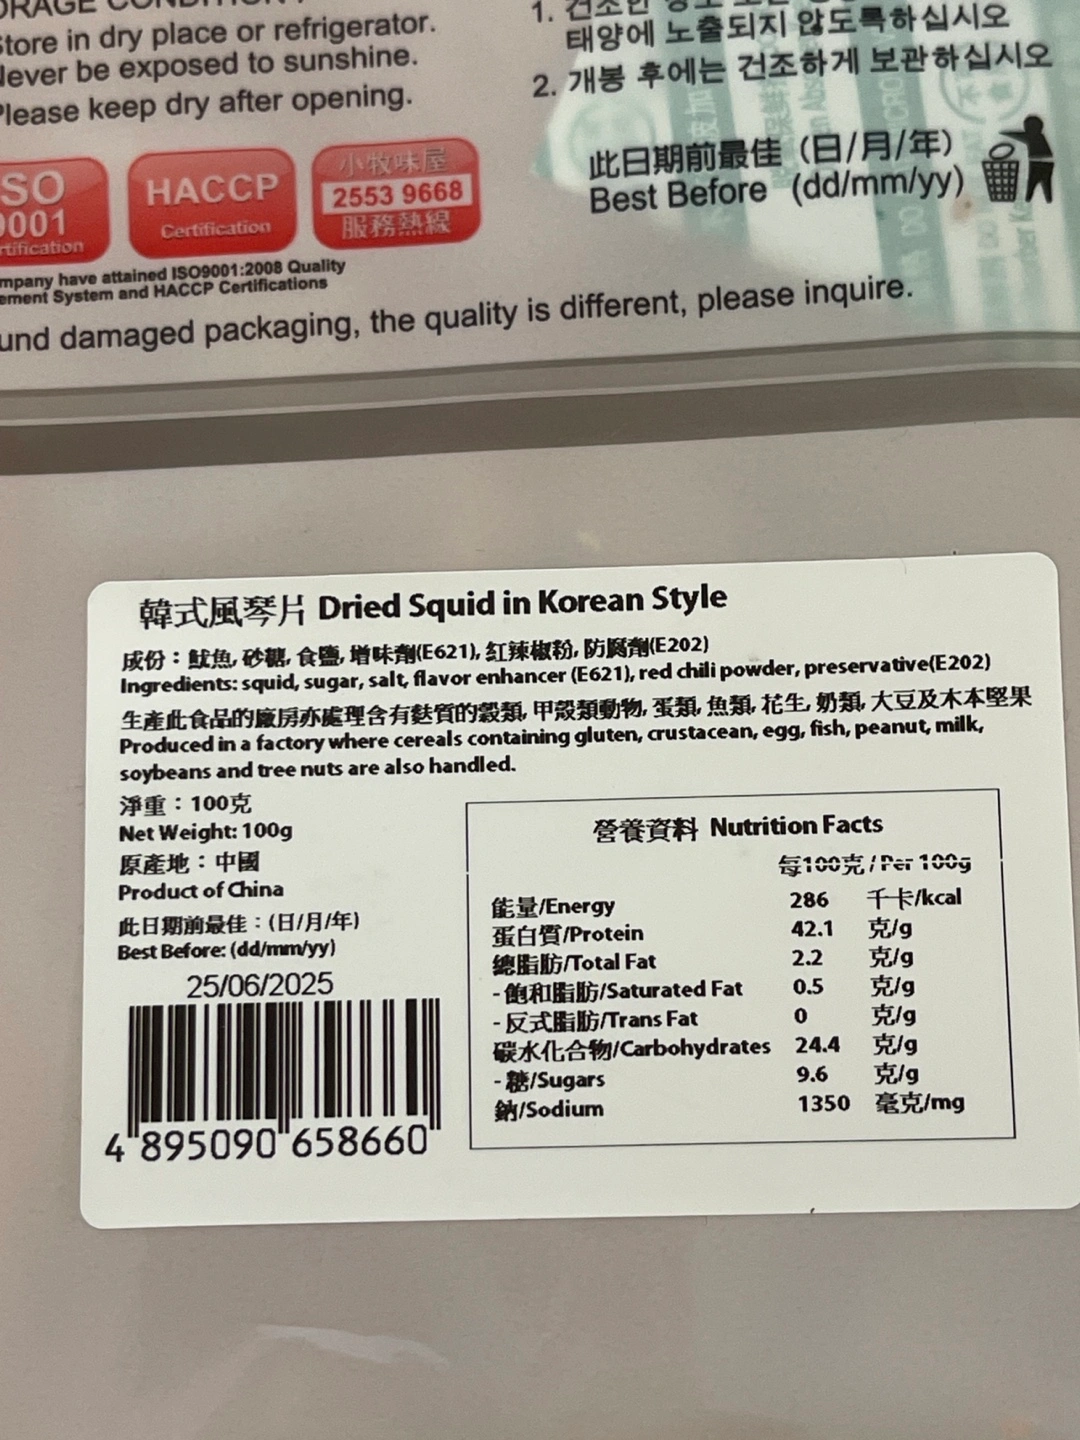 STORAGE CONDITION
Store in dry place or refrigerator.
Never be exposed to sunshine.
Please keep dry after opening.
1. 건조한
태양에 노출되지 않도록하십시오
2. 개봉 후에는 건조하게 보관하십시오
ISO
9001
Certification
HACCP
Certification
小牧味屋
2553 9668
服務熱線
此日期前最佳 (日/月/年)
Best Before (dd/mm/yy)
mpany have attained ISO9001:2008 Quality
ement System and HACCP Certifications
und damaged packaging, the quality is different, please inquire.
韓式風琴片 Dried Squid in Korean Style
成份：魷魚, 砂糖, 食鹽, 增味劑(E621), 紅辣椒粉, 防腐劑(E202)
Ingredients: squid, sugar, salt, flavor enhancer (E621), red chili powder, preservative(E202)
生產此食品的廠房亦處理含有麩質的穀類, 甲殼類動物, 蛋類, 魚類, 花生, 奶類, 大豆及木本堅果
Produced in a factory where cereals containing gluten, crustacean, egg, fish, peanut, milk,
soybeans and tree nuts are also handled.
淨重：100克
Net Weight: 100g
原產地：中國
Product of China
此日期前最佳：(日/月/年)
Best Before: (dd/mm/yy)
25/06/2025
4 895090 658660
營養資料 Nutrition Facts
每100克 / Per 100g
能量/Energy 286 千卡/kcal
蛋白質/Protein 42.1 克/g
總脂肪/Total Fat 2.2 克/g
- 飽和脂肪/Saturated Fat 0.5 克/g
- 反式脂肪/Trans Fat 0 克/g
碳水化合物/Carbohydrates 24.4 克/g
- 糖/Sugars 9.6 克/g
鈉/Sodium 1350 毫克/mg